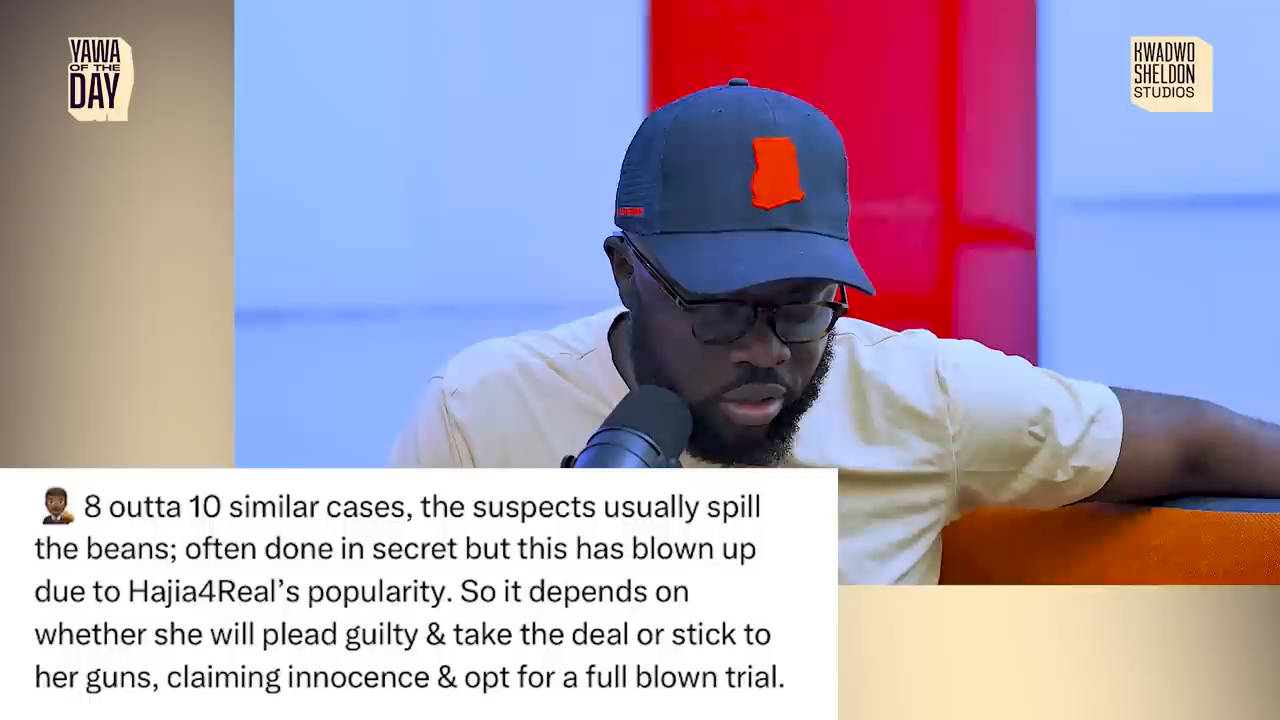 YAWA
OF THE
DAY
KWADWO
SHELDON
STUDIOS
8 outta 10 similar cases, the suspects usually spill
the beans; often done in secret but this has blown up
due to Hajia4Real’s popularity. So it depends on
whether she will plead guilty & take the deal or stick to
her guns, claiming innocence & opt for a full blown trial.